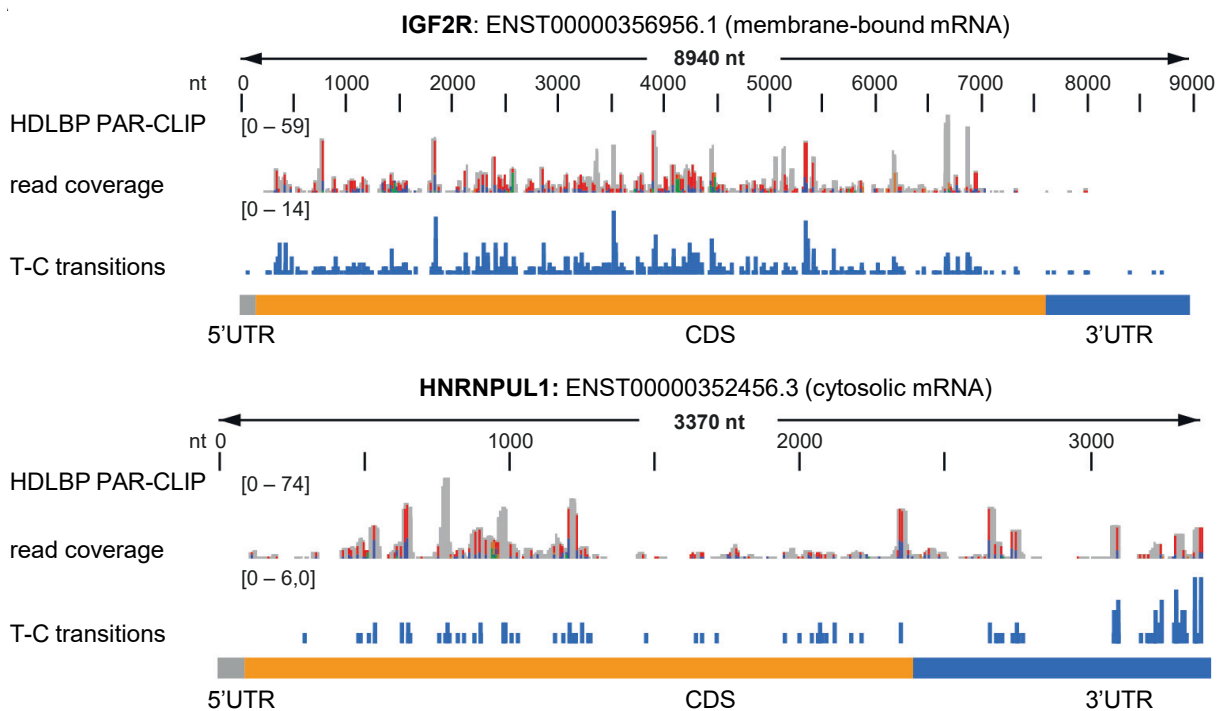 IGF2R: ENST00000356956.1 (membrane-bound mRNA)
8940 nt
nt 0 1000 2000 3000 4000 5000 6000 7000 8000 9000
HDLBP PAR-CLIP [0 – 59]
read coverage
[0 – 14]
T-C transitions
5'UTR CDS 3'UTR
HNRNPUL1: ENST00000352456.3 (cytosolic mRNA)
3370 nt
nt 0 1000 2000 3000
HDLBP PAR-CLIP [0 – 74]
read coverage
[0 – 6,0]
T-C transitions
5'UTR CDS 3'UTR